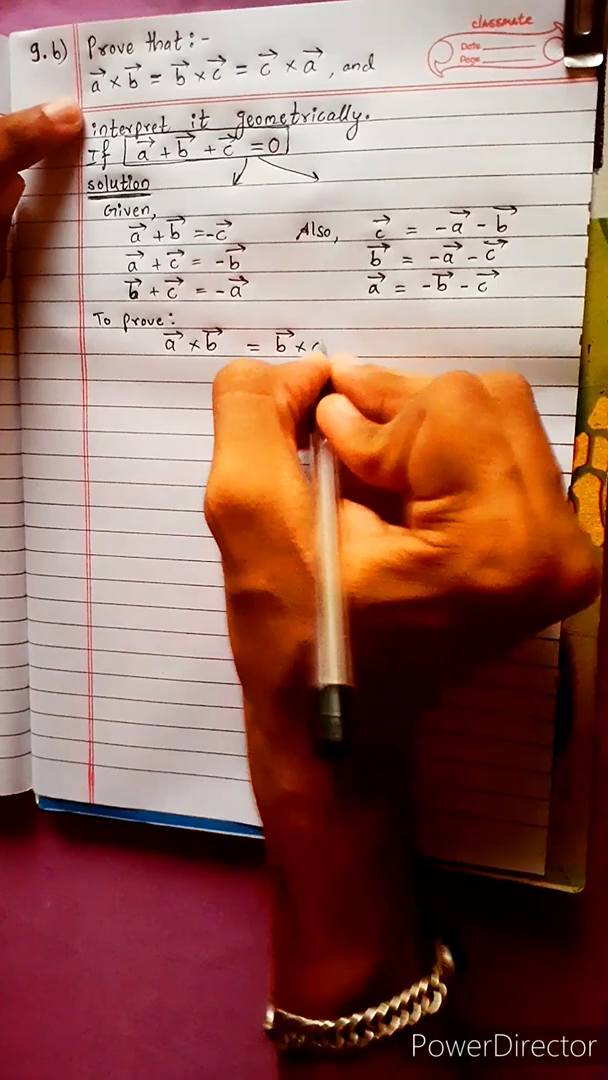 classmate
Date
Page
9.b) Prove that:-
a⃗ × b⃗ = b⃗ × c⃗ = c⃗ × a⃗, and
interpret it geometrically.
If a⃗ + b⃗ + c⃗ = 0
solution
Given,
a⃗ + b⃗ = -c⃗ Also, c⃗ = -a⃗ - b⃗
a⃗ + c⃗ = -b⃗ b⃗ = -a⃗ - c⃗
b⃗ + c⃗ = -a⃗ a⃗ = -b⃗ - c⃗
To prove:
a⃗ × b⃗ = b⃗ ×
PowerDirector